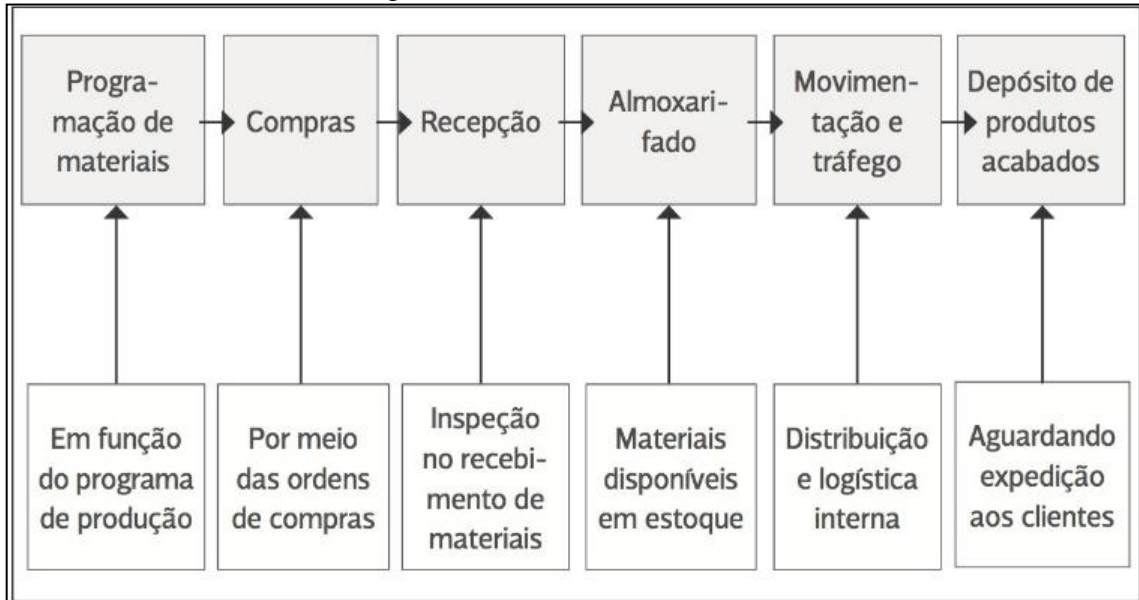 Progra-
mação de
materiais
Compras
Recepção
Almoxari-
fado
Movimen-
tação e
tráfego
Depósito de
produtos
acabados
Em função
do programa
de produção
Por meio
das ordens
de compras
Inspeção
no recebi-
mento de
materiais
Materiais
disponíveis
em estoque
Distribuição
e logística
interna
Aguardando
expedição
aos clientes